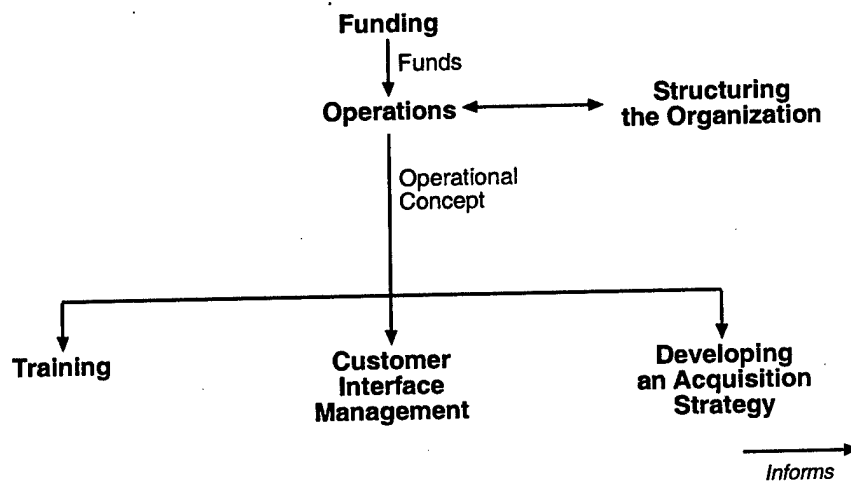 Funding
Funds
Operations
Structuring
the Organization
Operational
Concept
Training
Customer
Interface
Management
Developing
an Acquisition
Strategy
Informs